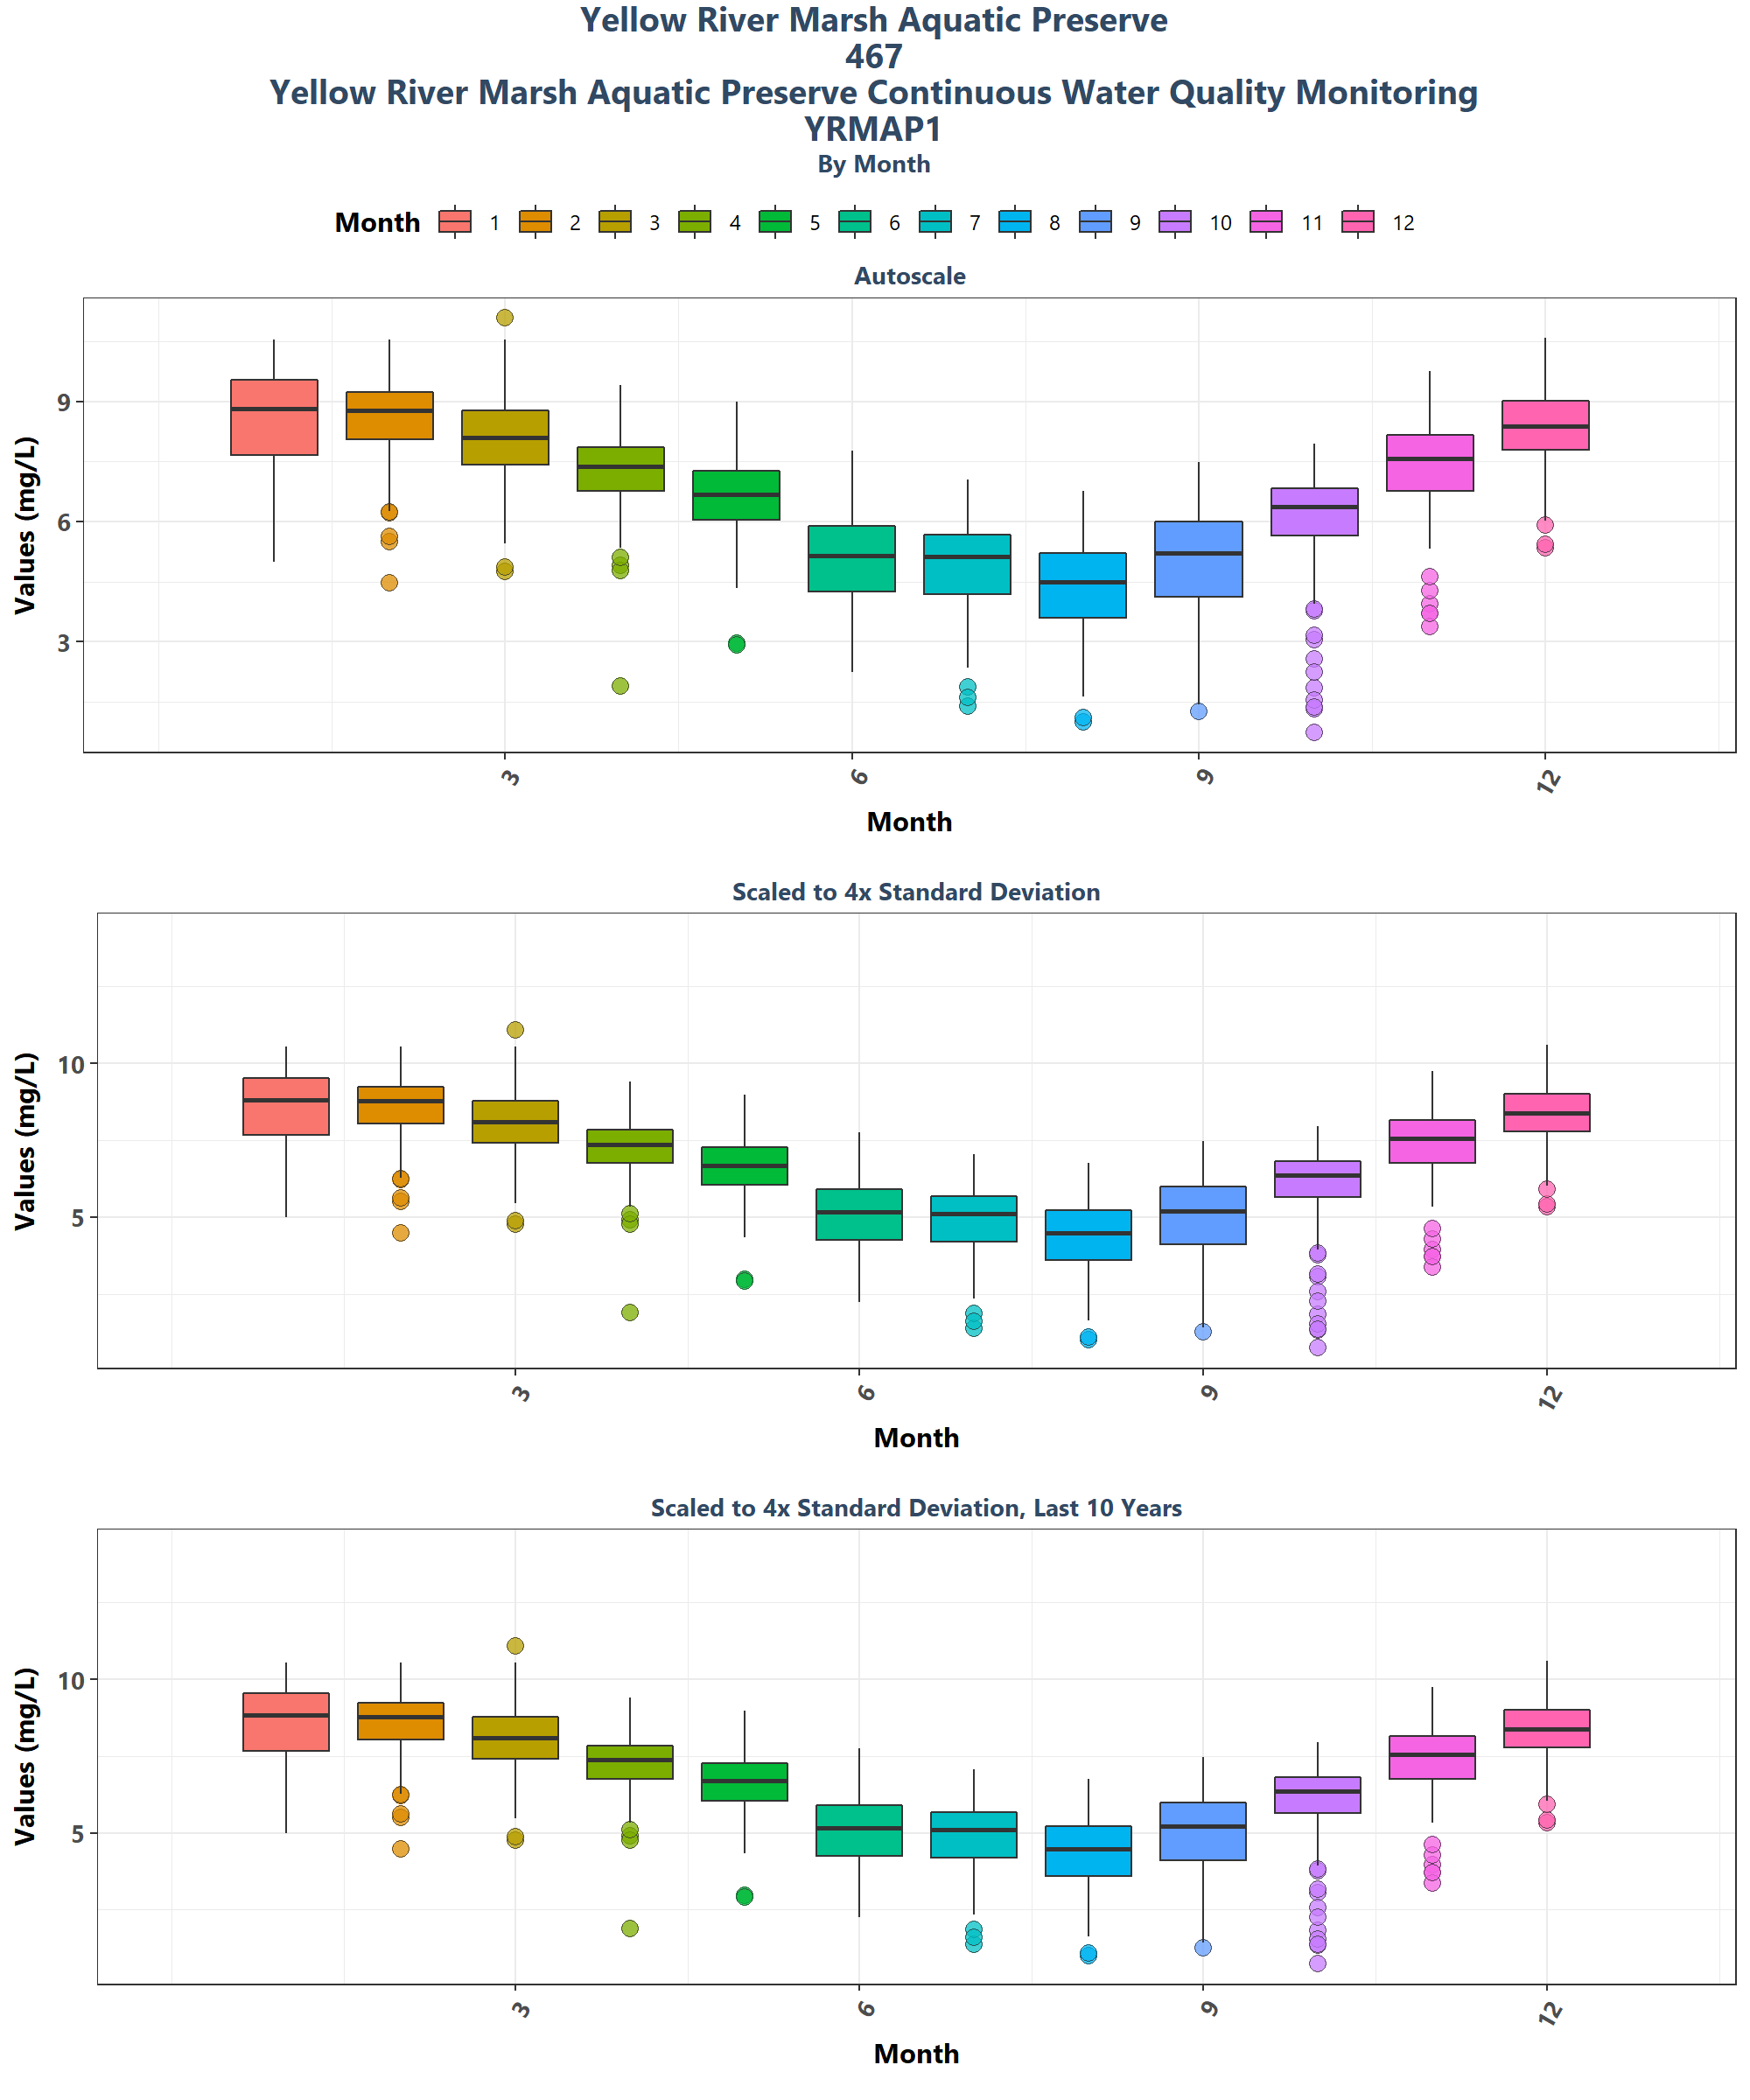 Yellow River Marsh Aquatic Preserve
467
Yellow River Marsh Aquatic Preserve Continuous Water Quality Monitoring
YRMAP1
By Month
Month 1 2 3 4 5 6 7 8 9 10 11 12
Autoscale
Values (mg/L)
9
6
3
3 6 9 12
Month
Scaled to 4x Standard Deviation
Values (mg/L)
10
5
3 6 9 12
Month
Scaled to 4x Standard Deviation, Last 10 Years
Values (mg/L)
10
5
3 6 9 12
Month